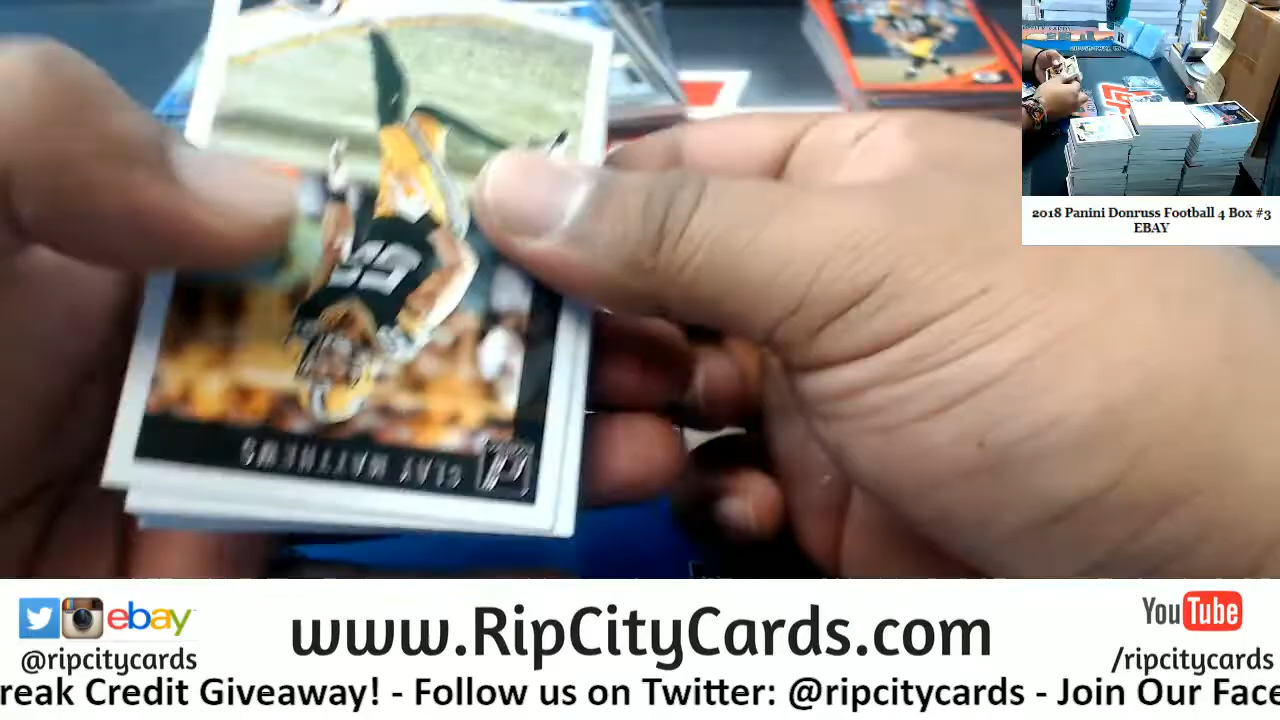 CLAY MATTHEWS
55
2018 Panini Donruss Football 4 Box #3
EBAY
ebay
@ripcitycards
www.RipCityCards.com
YouTube
/ripcitycards
reak Credit Giveaway! - Follow us on Twitter: @ripcitycards - Join Our Face